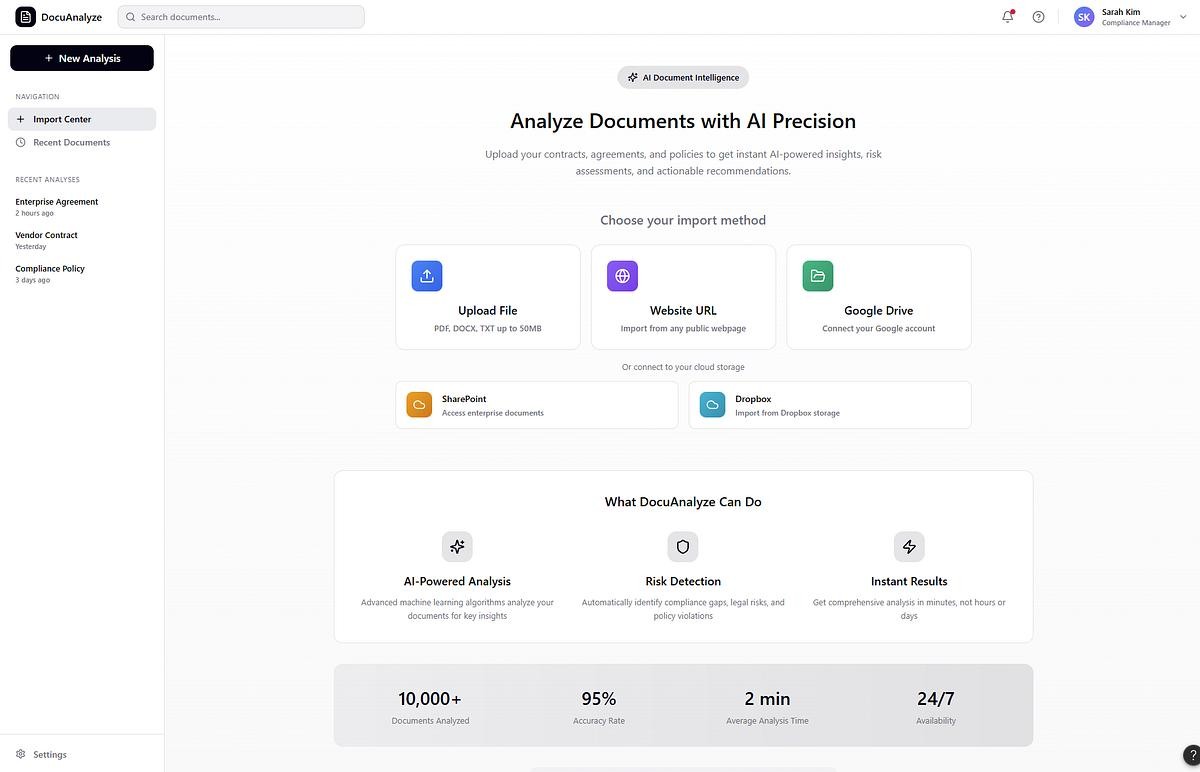 DocuAnalyze
Search documents...
SK
Sarah Kim
Compliance Manager
+ New Analysis
NAVIGATION
Import Center
Recent Documents
RECENT ANALYSES
Enterprise Agreement
2 hours ago
Vendor Contract
Yesterday
Compliance Policy
3 days ago
Settings
AI Document Intelligence
Analyze Documents with AI Precision
Upload your contracts, agreements, and policies to get instant AI-powered insights, risk
assessments, and actionable recommendations.
Choose your import method
Upload File
PDF, DOCX, TXT up to 50MB
Website URL
Import from any public webpage
Google Drive
Connect your Google account
Or connect to your cloud storage
SharePoint
Access enterprise documents
Dropbox
Import from Dropbox storage
What DocuAnalyze Can Do
AI-Powered Analysis
Advanced machine learning algorithms analyze your
documents for key insights
Risk Detection
Automatically identify compliance gaps, legal risks, and
policy violations
Instant Results
Get comprehensive analysis in minutes, not hours or
days
10,000+
Documents Analyzed
95%
Accuracy Rate
2 min
Average Analysis Time
24/7
Availability
?